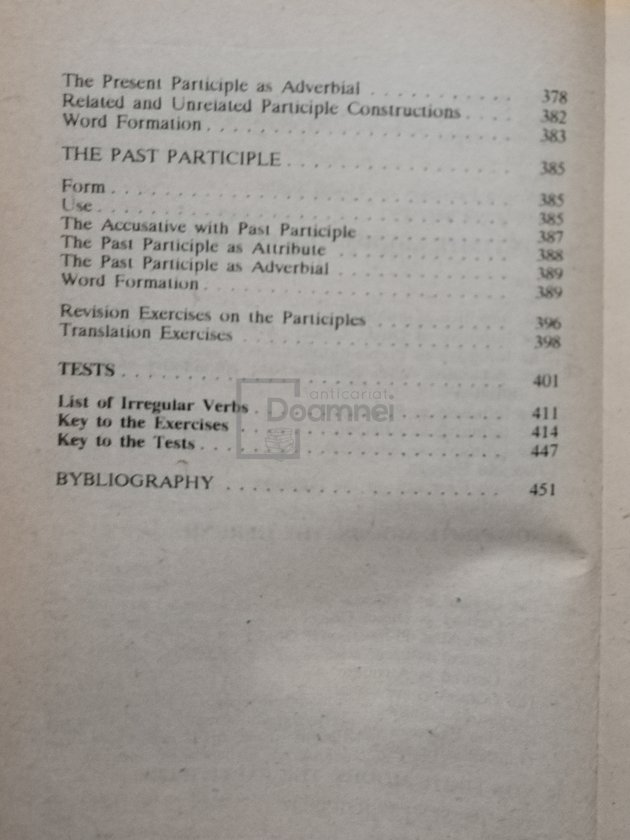 The Present Participle as Adverbial . . . . . . . . . . . 378
Related and Unrelated Participle Constructions . . . . 382
Word Formation . . . . . . . . . . . . . . . . . . . . . . 383
THE PAST PARTICIPLE . . . . . . . . . . . . . . . . 385
Form . . . . . . . . . . . . . . . . . . . . . . . . . . . . 385
Use . . . . . . . . . . . . . . . . . . . . . . . . . . . . . 385
The Accusative with Past Participle . . . . . . . . . . . 387
The Past Participle as Attribute . . . . . . . . . . . . . 388
The Past Participle as Adverbial . . . . . . . . . . . . . 389
Word Formation . . . . . . . . . . . . . . . . . . . . . . 389
Revision Exercises on the Participles . . . . . . . . . . 396
Translation Exercises . . . . . . . . . . . . . . . . . . . 398
TESTS . . . . . . . . . . . . . . . . . . . . . . . . . . . 401
anticariat
Doamnei
List of Irregular Verbs . . . . . . . . . . . . . . . . . . 411
Key to the Exercises . . . . . . . . . . . . . . . . . . . 414
Key to the Tests . . . . . . . . . . . . . . . . . . . . . 447
BYBLIOGRAPHY . . . . . . . . . . . . . . . . . . . . 451